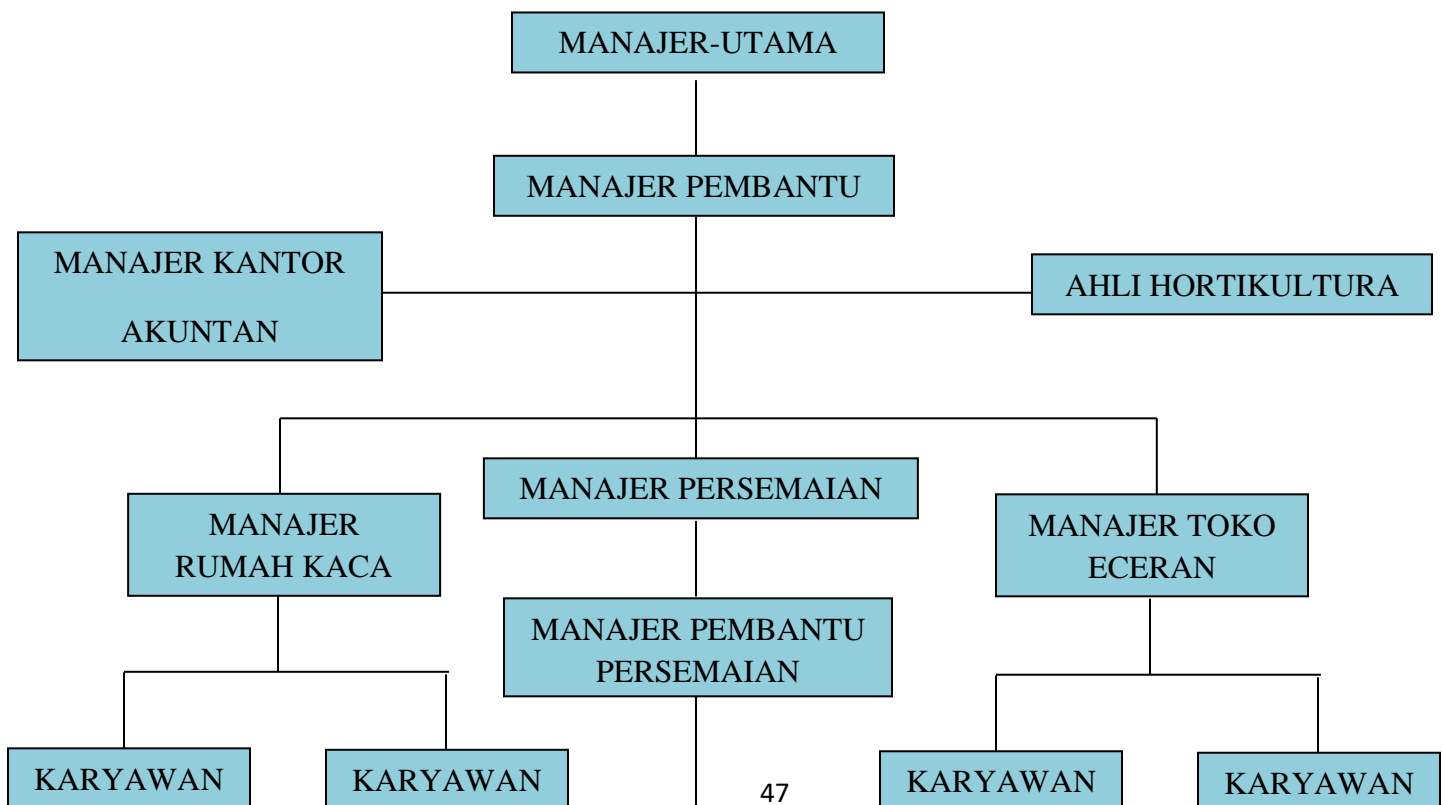 MANAJER-UTAMA
MANAJER PEMBANTU
MANAJER KANTOR
AKUNTAN
AHLI HORTIKULTURA
MANAJER
RUMAH KACA
MANAJER PERSEMAIAN
MANAJER TOKO
ECERAN
MANAJER PEMBANTU
PERSEMAIAN
KARYAWAN
KARYAWAN
KARYAWAN
KARYAWAN
47